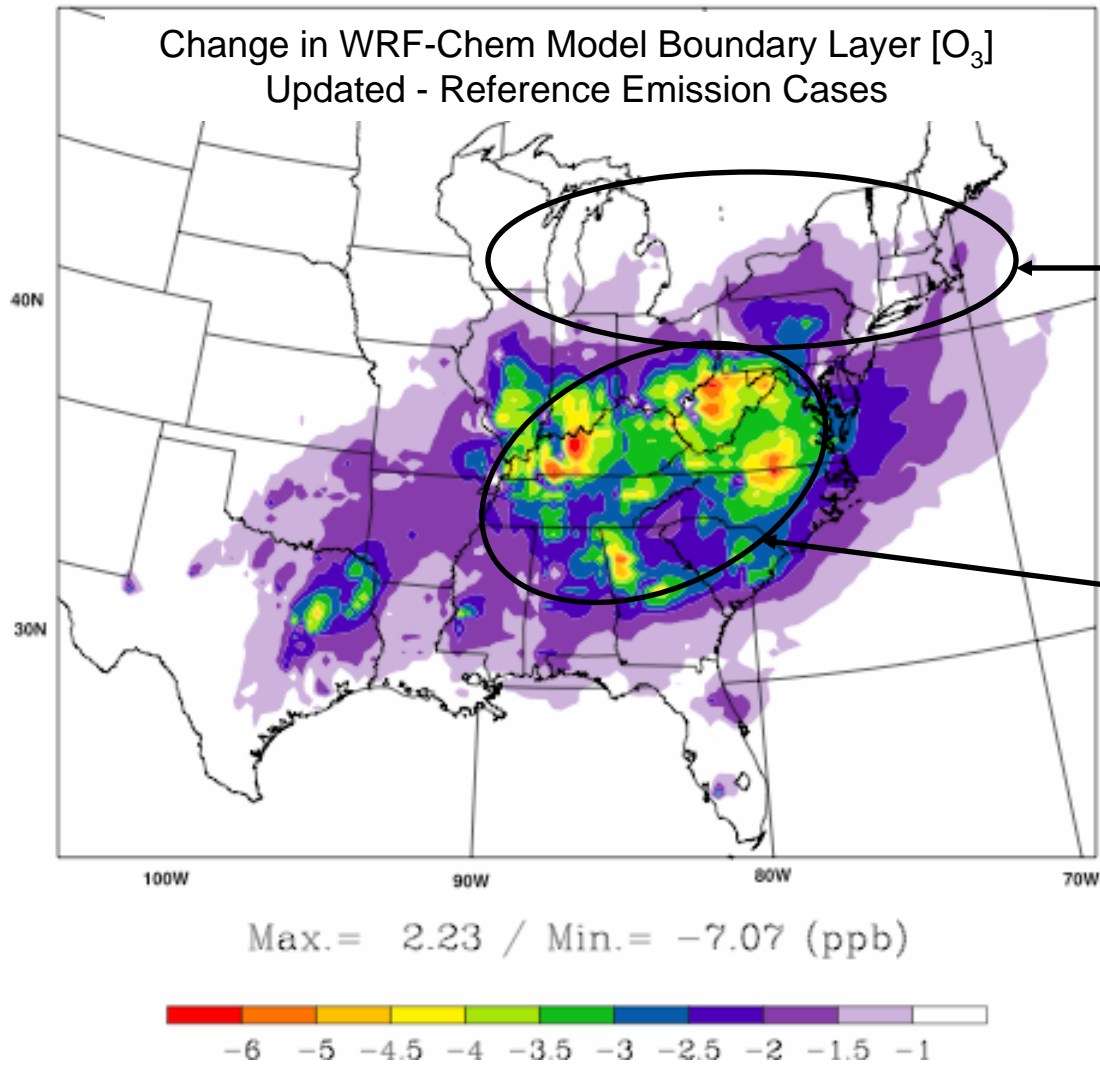 Change in WRF-Chem Model Boundary Layer [O₃]
Updated - Reference Emission Cases
40N
30N
100W 90W 80W 70W
Max.= 2.23 / Min.= −7.07 (ppb)
−6 −5 −4.5 −4 −3.5 −3 −2.5 −2 −1.5 −1